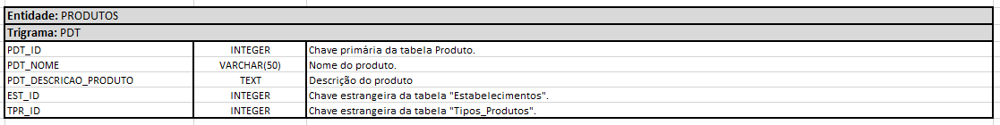 Entidade: PRODUTOS
Trigrama: PDT
PDT_ID INTEGER Chave primária da tabela Produto.
PDT_NOME VARCHAR(50) Nome do produto.
PDT_DESCRICAO_PRODUTO TEXT Descrição do produto
EST_ID INTEGER Chave estrangeira da tabela "Estabelecimentos".
TPR_ID INTEGER Chave estrangeira da tabela "Tipos_Produtos".